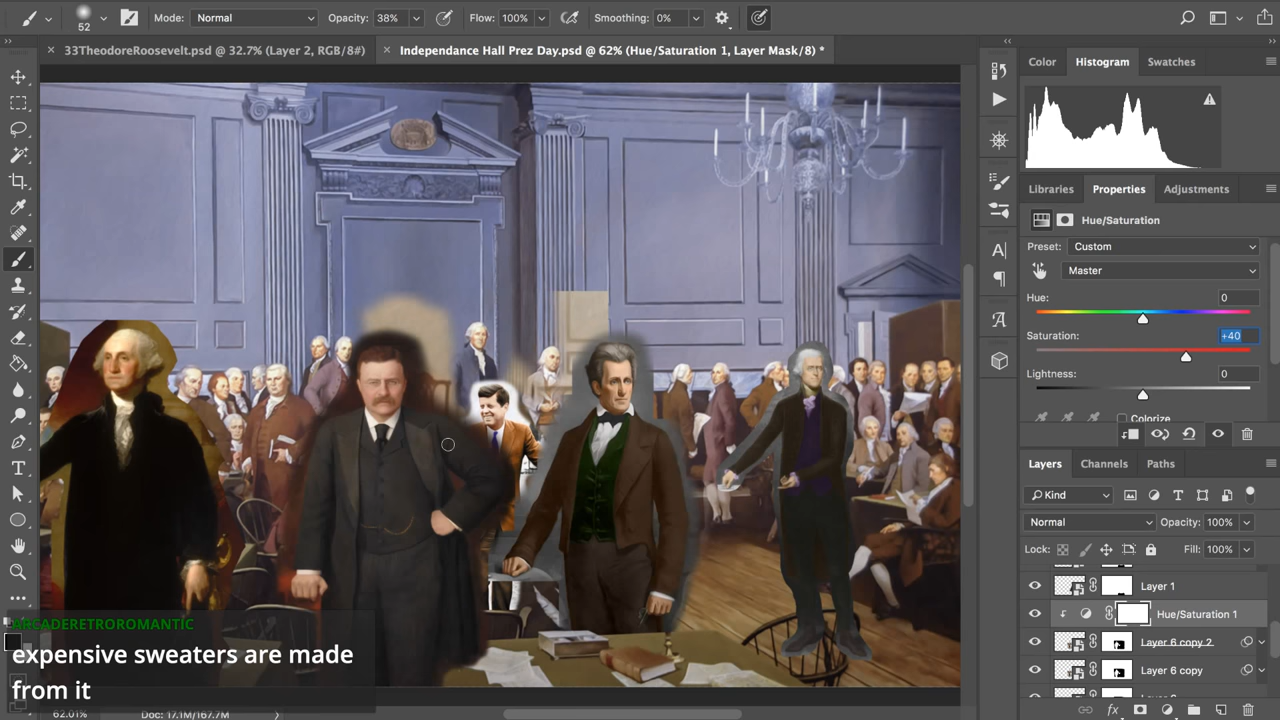 52
Mode: Normal
Opacity: 38%
Flow: 100%
Smoothing: 0%
33TheodoreRoosevelt.psd @ 32.7% (Layer 2, RGB/8#)
Independance Hall Prez Day.psd @ 62% (Hue/Saturation 1, Layer Mask/8) *
Color
Histogram
Swatches
Libraries
Properties
Adjustments
Hue/Saturation
Preset: Custom
Master
Hue: 0
Saturation: +40
Lightness: 0
Colorize
Layers
Channels
Paths
Kind
Normal
Opacity: 100%
Lock:
Fill: 100%
Layer 1
Hue/Saturation 1
Layer 6 copy 2
Layer 6 copy
ARCADERETROROMANTIC
expensive sweaters are made
from it
62.01%
Doc: 17.1M/167.7M